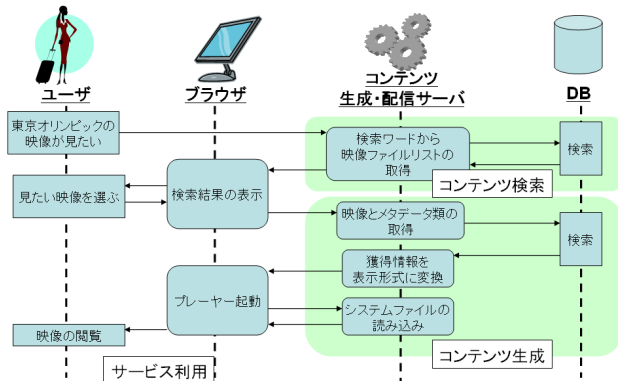 ユーザ
ブラウザ
コンテンツ
生成・配信サーバ
DB
東京オリンピックの
映像が見たい
検索ワードから
映像ファイルリストの
取得
検索
コンテンツ検索
見たい映像を選ぶ
検索結果の表示
映像とメタデータ類の
取得
検索
獲得情報を
表示形式に変換
プレーヤー起動
システムファイルの
読み込み
映像の閲覧
サービス利用
コンテンツ生成